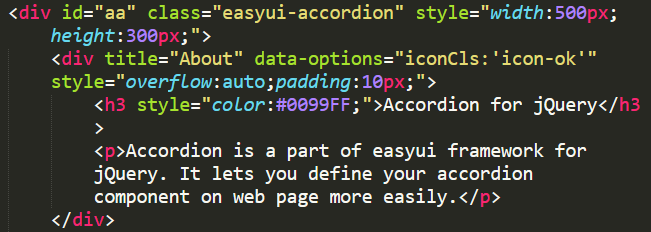 <div id="aa" class="easyui-accordion" style="width:500px;
height:300px;">
<div title="About" data-options="iconCls:'icon-ok'"
style="overflow:auto;padding:10px;">
<h3 style="color:#0099FF;">Accordion for jQuery</h3
>
<p>Accordion is a part of easyui framework for
jQuery. It lets you define your accordion
component on web page more easily.</p>
</div>